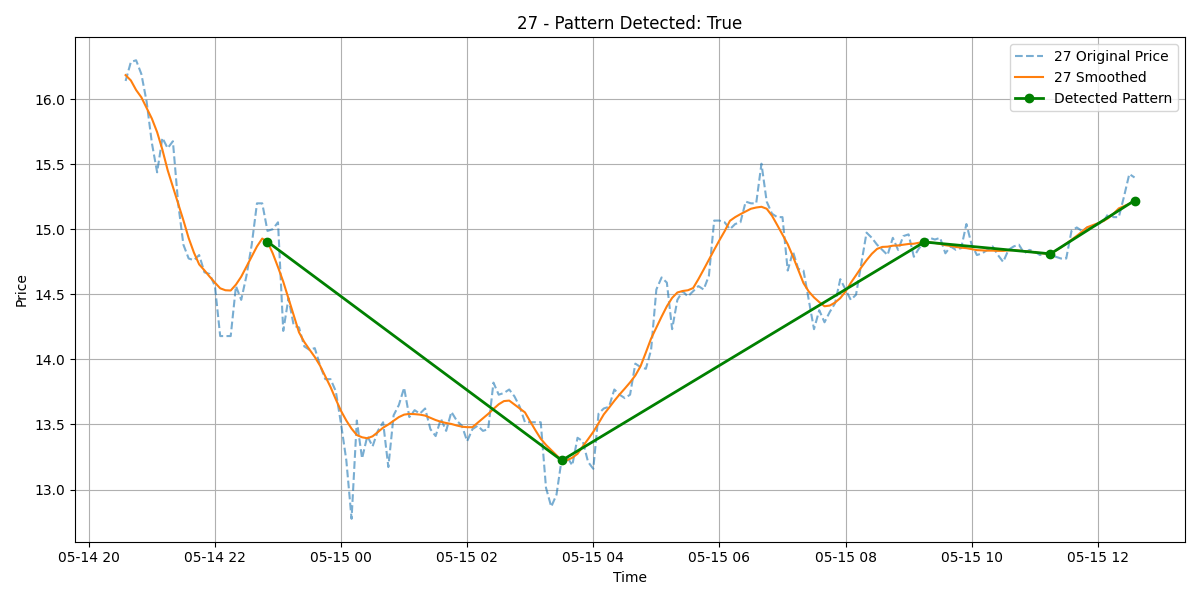 27 - Pattern Detected: True
27 Original Price
27 Smoothed
Detected Pattern
Price
16.0
15.5
15.0
14.5
14.0
13.5
13.0
05-14 20 05-14 22 05-15 00 05-15 02 05-15 04 05-15 06 05-15 08 05-15 10 05-15 12
Time